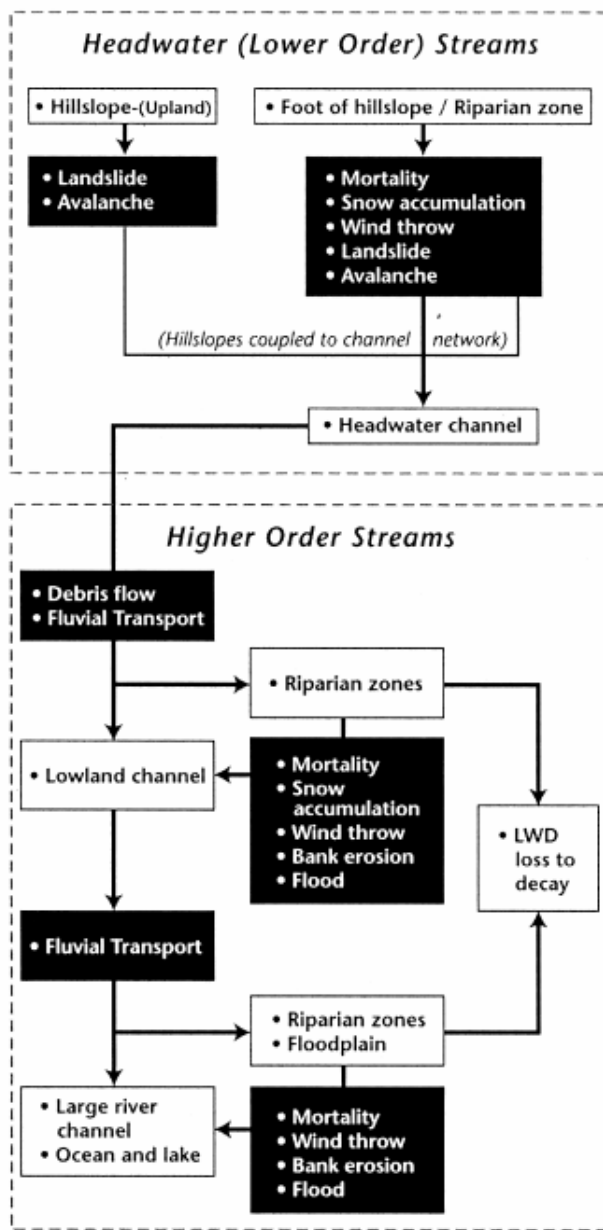 Headwater (Lower Order) Streams
• Hillslope-(Upland)
• Foot of hillslope / Riparian zone
• Landslide
• Avalanche
• Mortality
• Snow accumulation
• Wind throw
• Landslide
• Avalanche
(Hillslopes coupled to channel network)
• Headwater channel
Higher Order Streams
• Debris flow
• Fluvial Transport
• Riparian zones
• Lowland channel
• Mortality
• Snow
accumulation
• Wind throw
• Bank erosion
• Flood
• LWD
loss to
decay
• Fluvial Transport
• Riparian zones
• Floodplain
• Large river
channel
• Ocean and lake
• Mortality
• Wind throw
• Bank erosion
• Flood